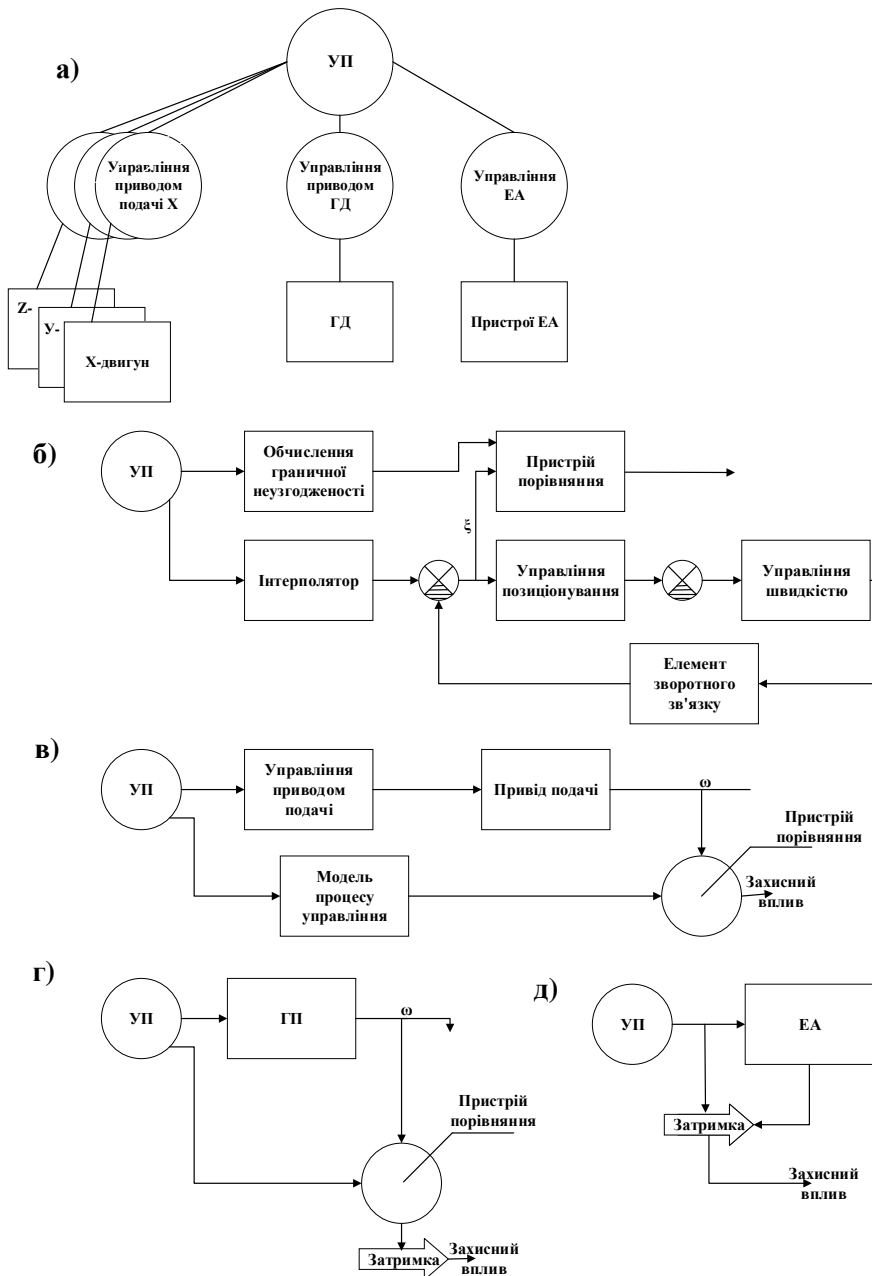 а)
УП
Управління
приводом
подачі Х
Управління
приводом
ГД
Управління
ЕА
Z-
У-
Х-двигун
ГД
Пристрої ЕА
б)
УП
Обчислення
граничної
неузгодженості
Пристрій
порівняння
ξ
Інтерполятор
Управління
позиціонування
Управління
швидкістю
Елемент
зворотного
зв'язку
в)
УП
Управління
приводом
подачі
Привід подачі
ω
Пристрій
порівняння
Модель
процесу
управління
Захисний
вплив
г)
УП
ГП
ω
Пристрій
порівняння
Затримка
Захисний
вплив
д)
УП
ЕА
Затримка
Захисний
вплив